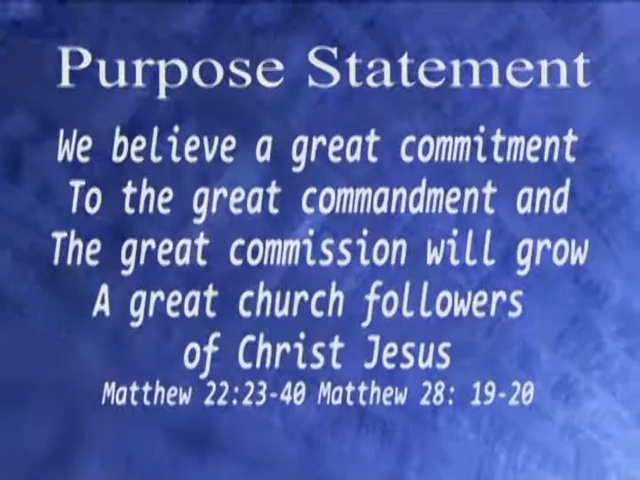 Purpose Statement
We believe a great commitment
To the great commandment and
The great commission will grow
A great church followers
of Christ Jesus
Matthew 22:23-40 Matthew 28: 19-20